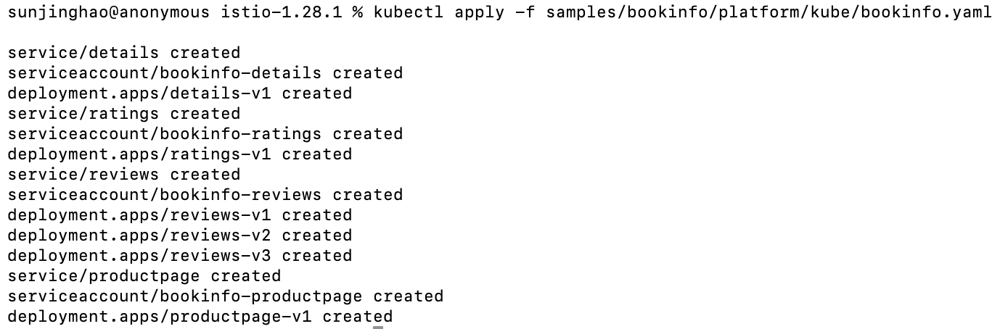 sunjinghao@anonymous istio-1.28.1 % kubectl apply -f samples/bookinfo/platform/kube/bookinfo.yaml
service/details created
serviceaccount/bookinfo-details created
deployment.apps/details-v1 created
service/ratings created
serviceaccount/bookinfo-ratings created
deployment.apps/ratings-v1 created
service/reviews created
serviceaccount/bookinfo-reviews created
deployment.apps/reviews-v1 created
deployment.apps/reviews-v2 created
deployment.apps/reviews-v3 created
service/productpage created
serviceaccount/bookinfo-productpage created
deployment.apps/productpage-v1 created